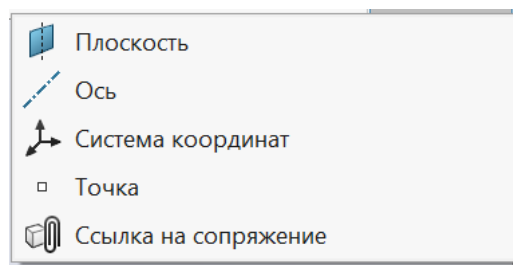 Плоскость
Ось
Система координат
Точка
Ссылка на сопряжение